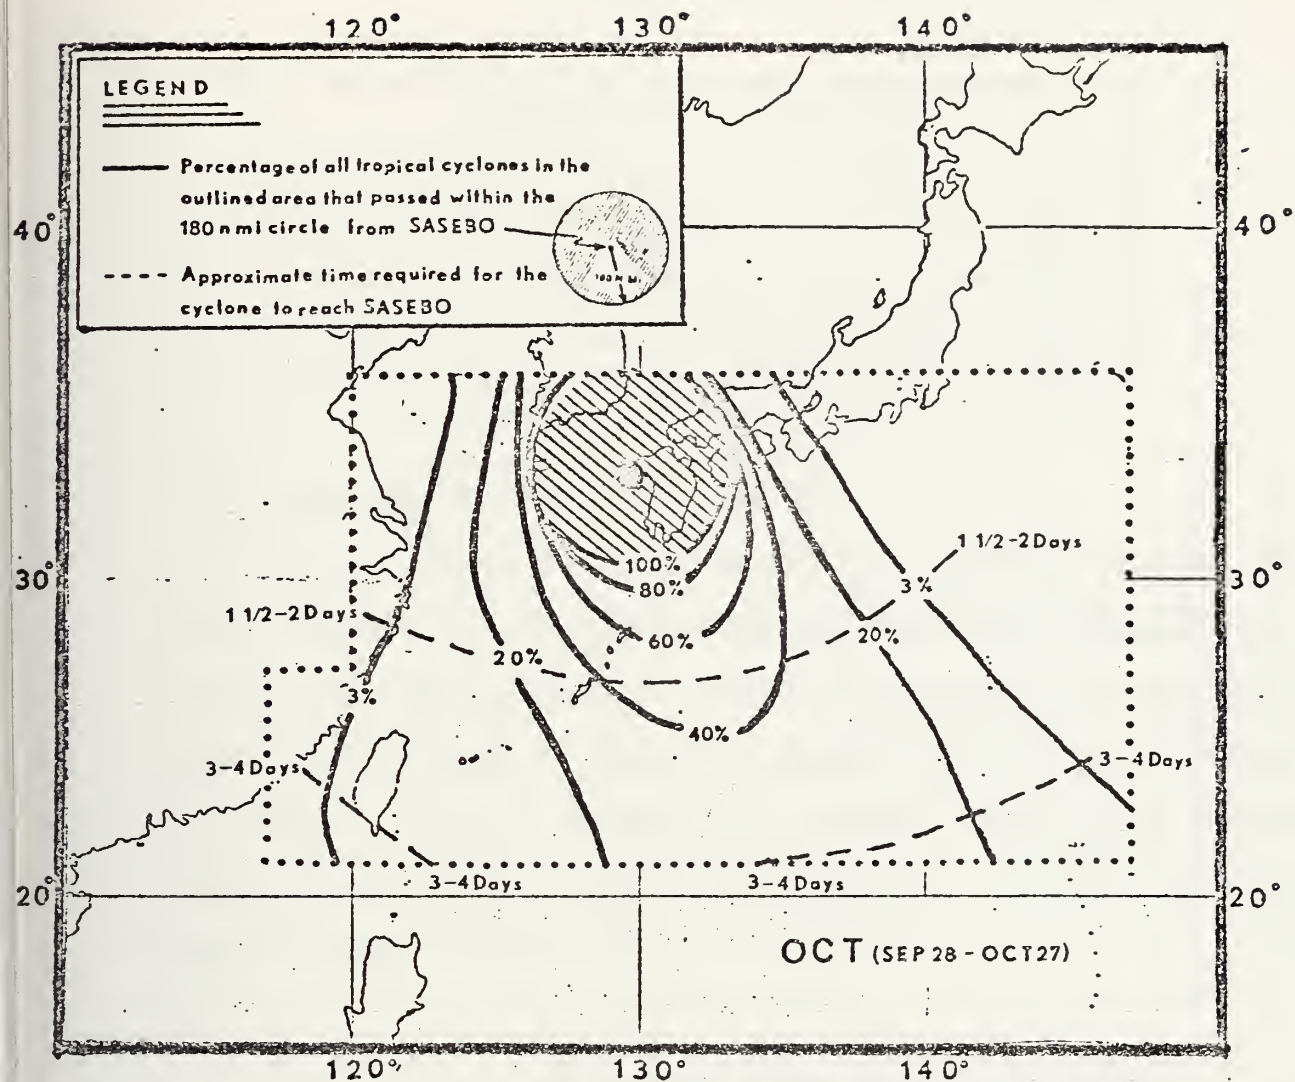 120° 130° 140°
LEGEND
Percentage of all tropical cyclones in the
outlined area that passed within the
180 nmi circle from SASEBO
180 N Mi
Approximate time required for the
cyclone to reach SASEBO
40° 40°
100%
80%
60%
40%
1 1/2-2 Days
3%
30° 30°
1 1/2-2 Days
20% 20%
3%
3-4 Days 3-4 Days
3-4 Days 3-4 Days
20° 20°
OCT (SEP 28 - OCT 27)
120° 130° 140°